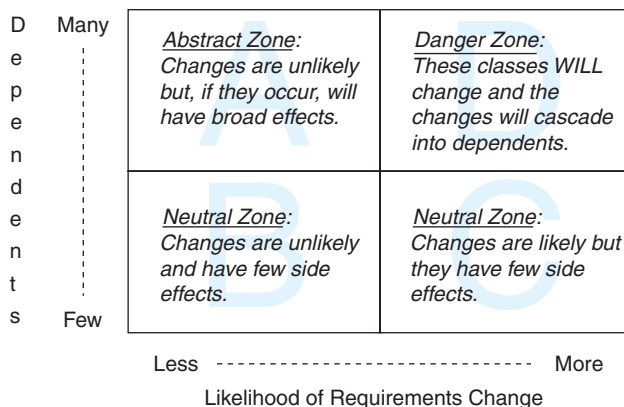 Dependents
Many
Few
A
Abstract Zone:
Changes are unlikely
but, if they occur, will
have broad effects.
D
Danger Zone:
These classes WILL
change and the
changes will cascade
into dependents.
B
Neutral Zone:
Changes are unlikely
and have few side
effects.
C
Neutral Zone:
Changes are likely but
they have few side
effects.
Less More
Likelihood of Requirements Change